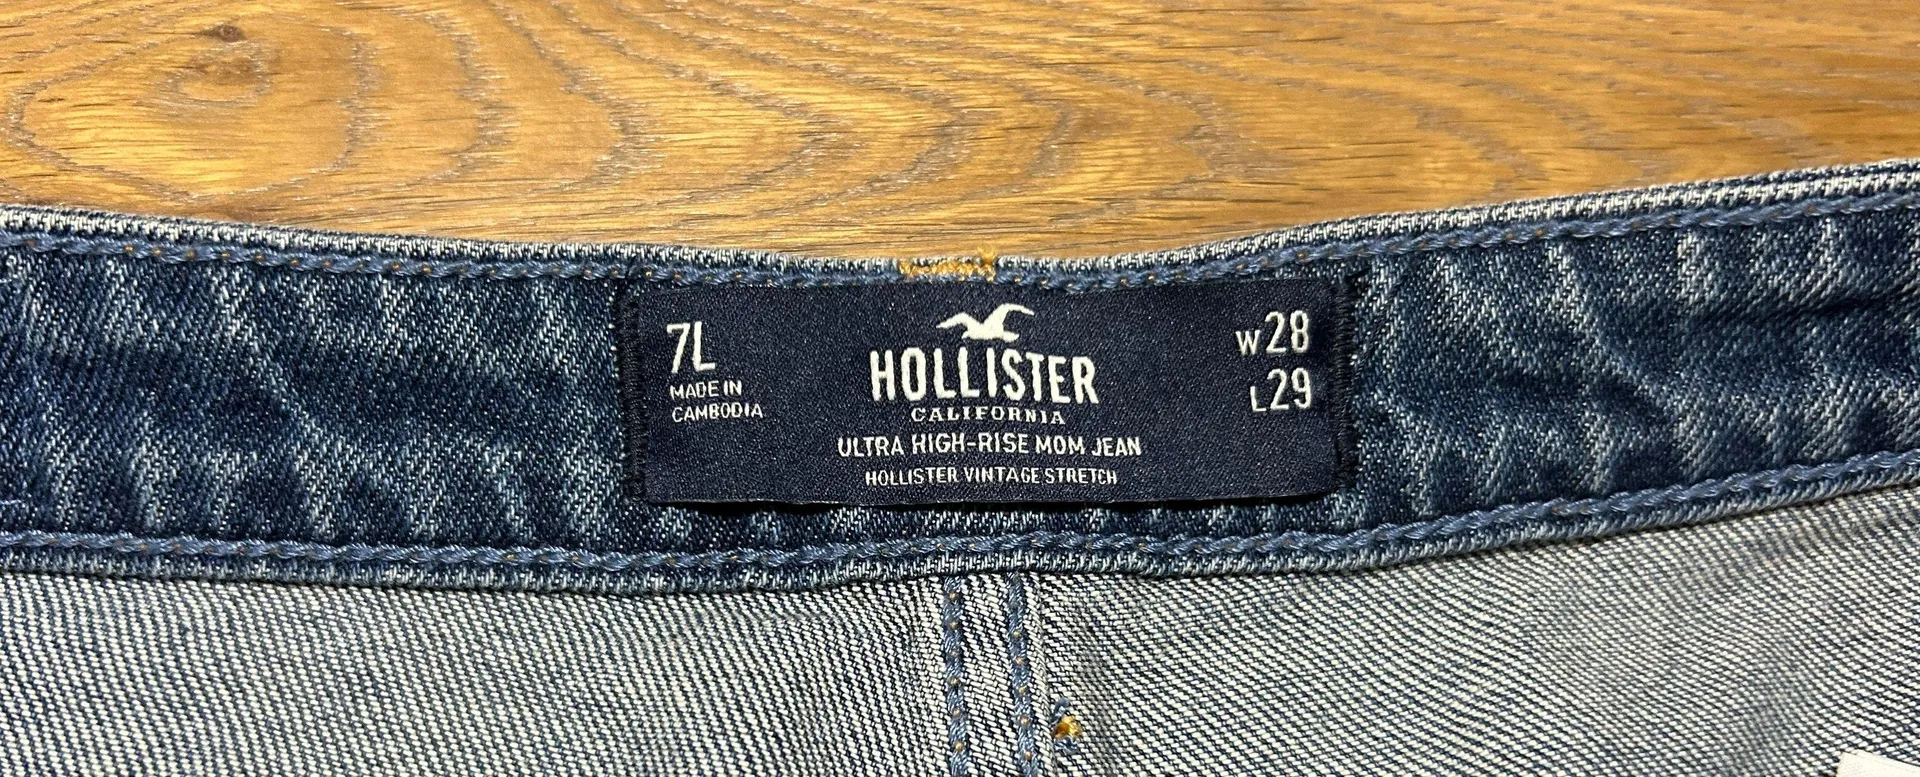 7L
MADE IN
CAMBODIA
HOLLISTER
CALIFORNIA
ULTRA HIGH-RISE MOM JEAN
HOLLISTER VINTAGE STRETCH
W28
L29